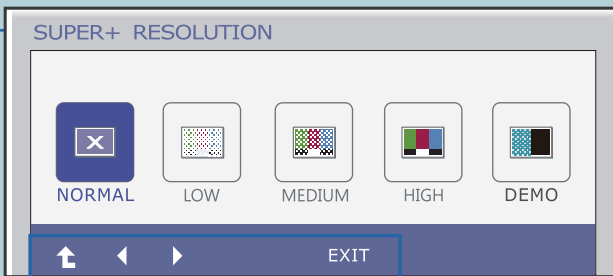 SUPER+ RESOLUTION
NORMAL LOW MEDIUM HIGH DEMO
EXIT